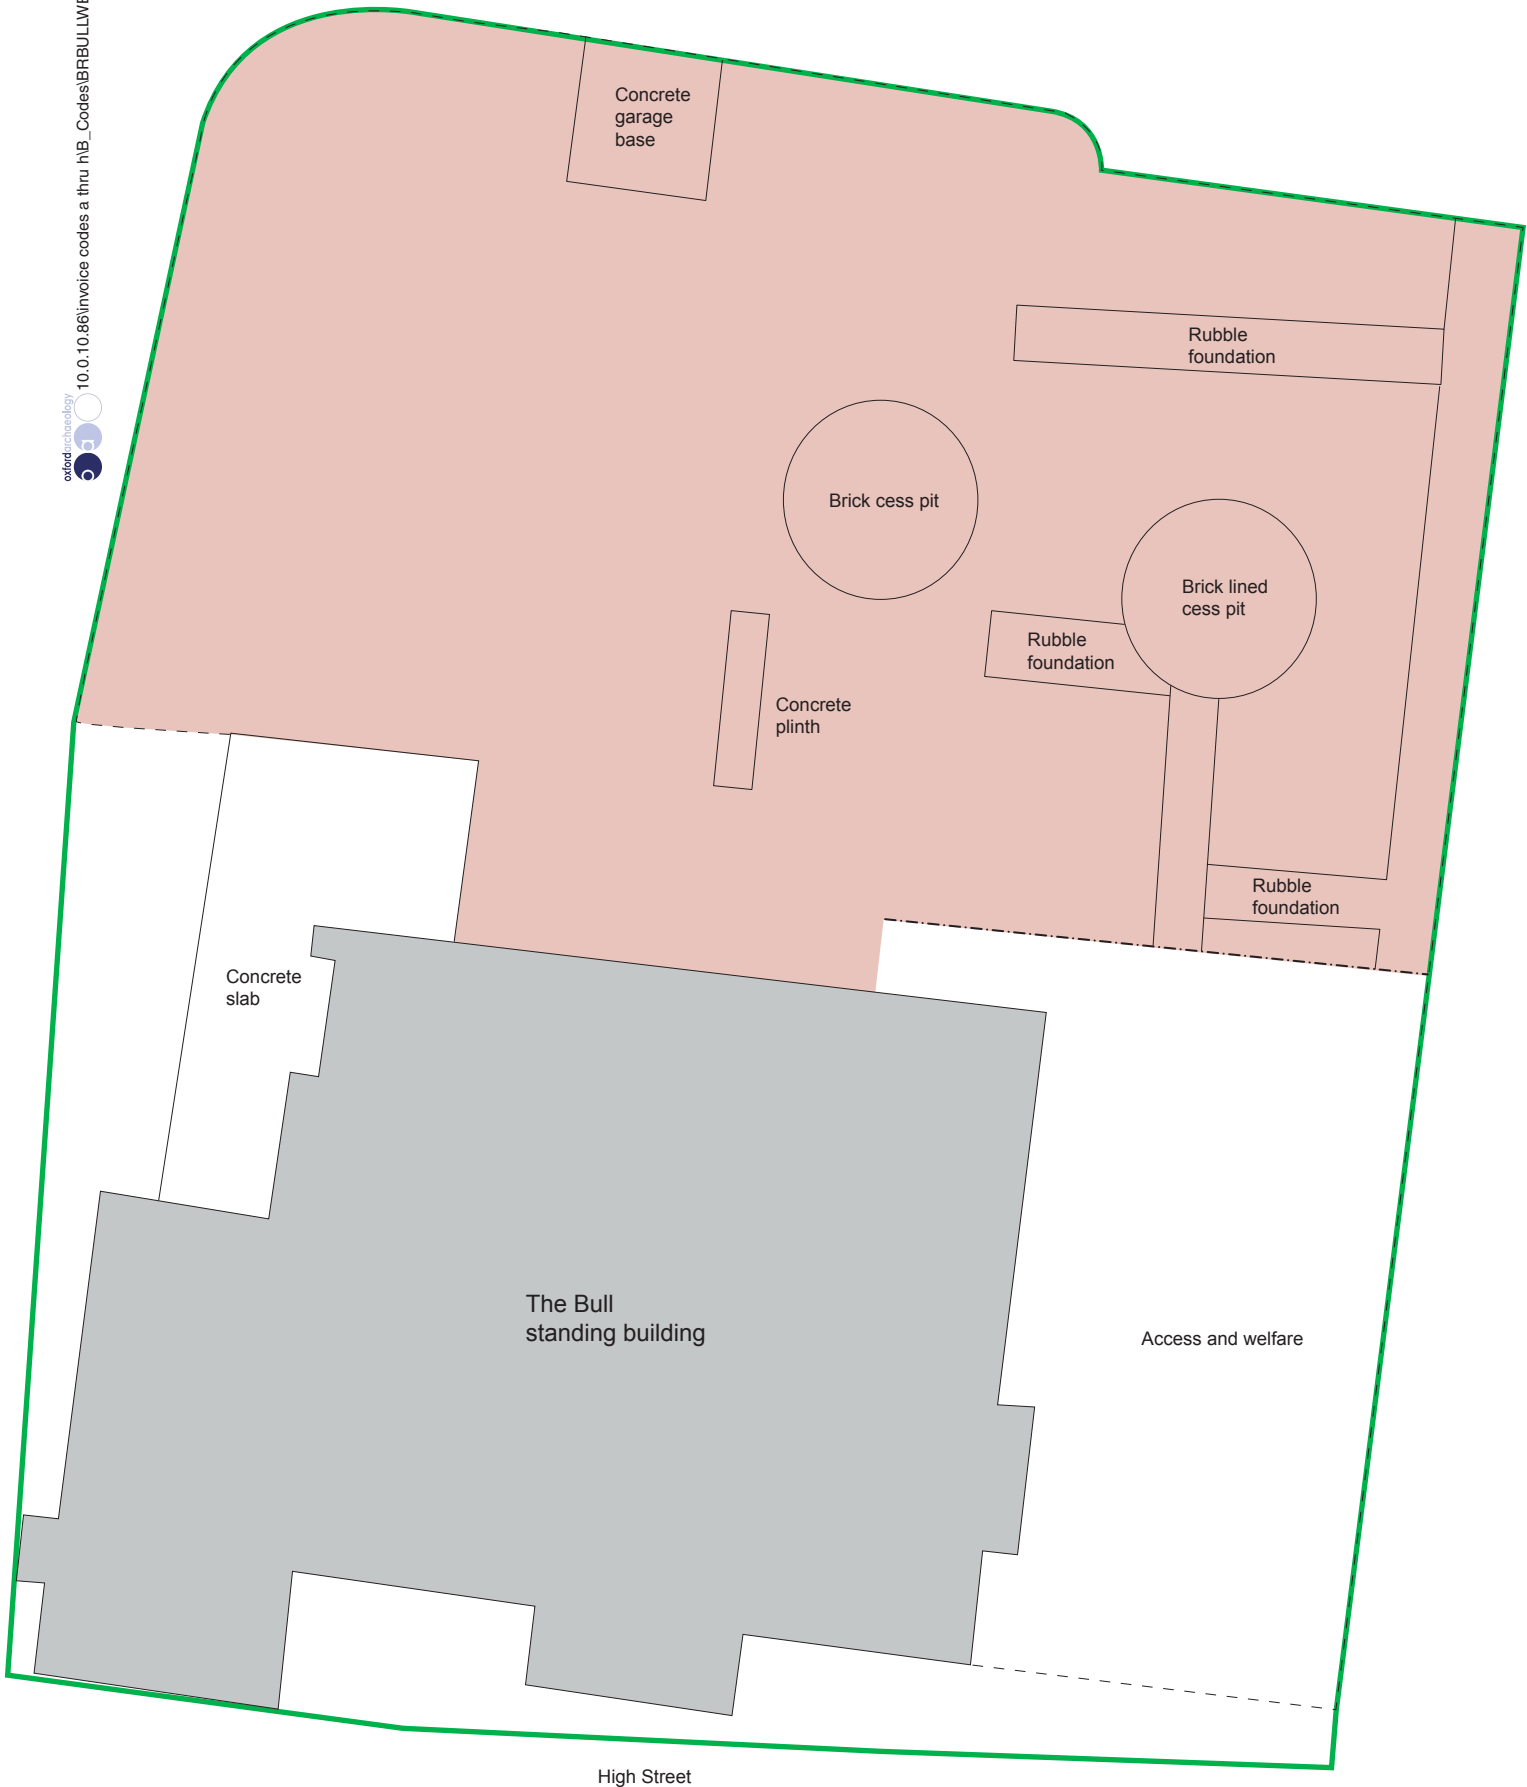 10.0.10.86\invoice codes a thru h\B_Codes\BRBULLWE
oxfordarchaeology
oa
Concrete
garage
base
Rubble
foundation
Brick cess pit
Brick lined
cess pit
Rubble
foundation
Concrete
plinth
Rubble
foundation
Concrete
slab
The Bull
standing building
Access and welfare
High Street